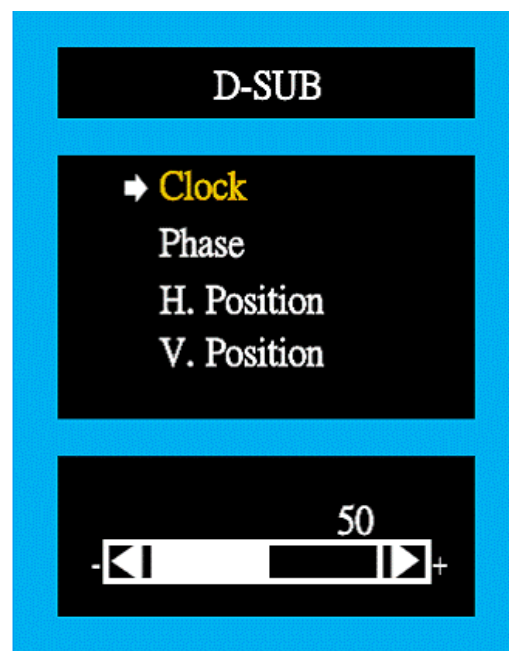 D-SUB
Clock
Phase
H. Position
V. Position
50
- +